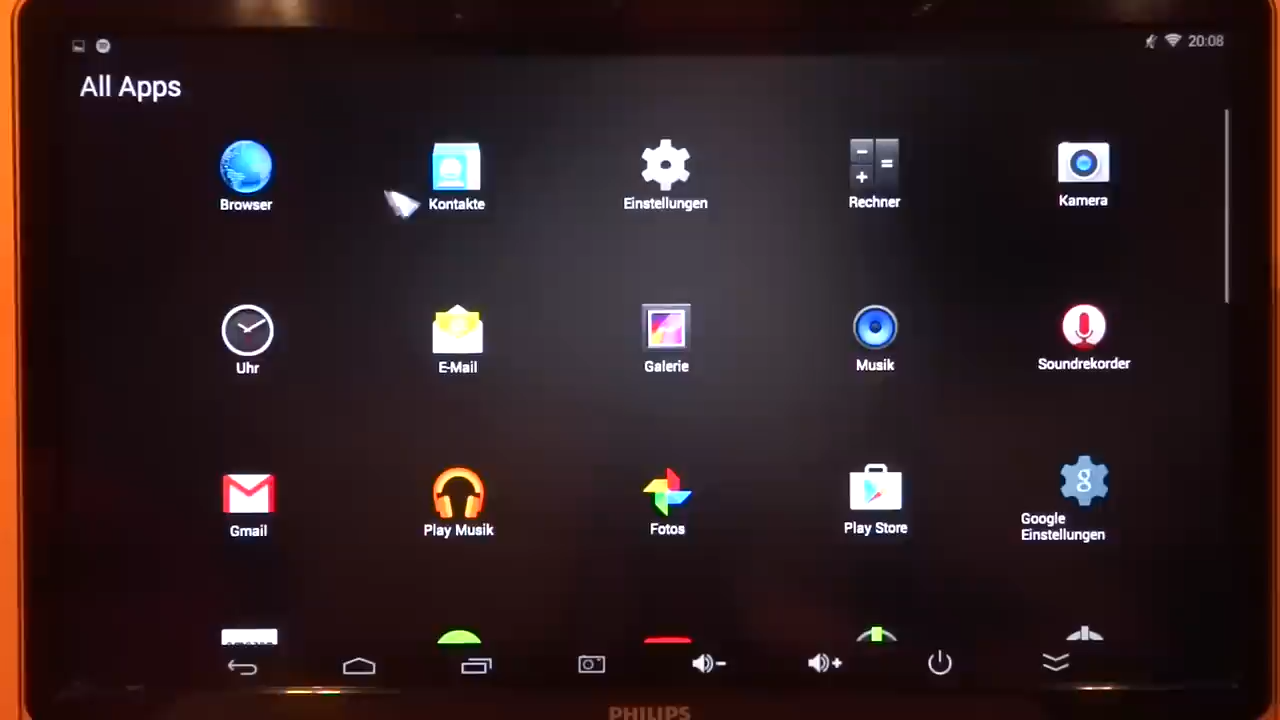 20:08
All Apps
Browser
Kontakte
Einstellungen
Rechner
Kamera
Uhr
E-Mail
Galerie
Musik
Soundrekorder
Gmail
Play Musik
Fotos
Play Store
Google
Einstellungen
PHILIPS